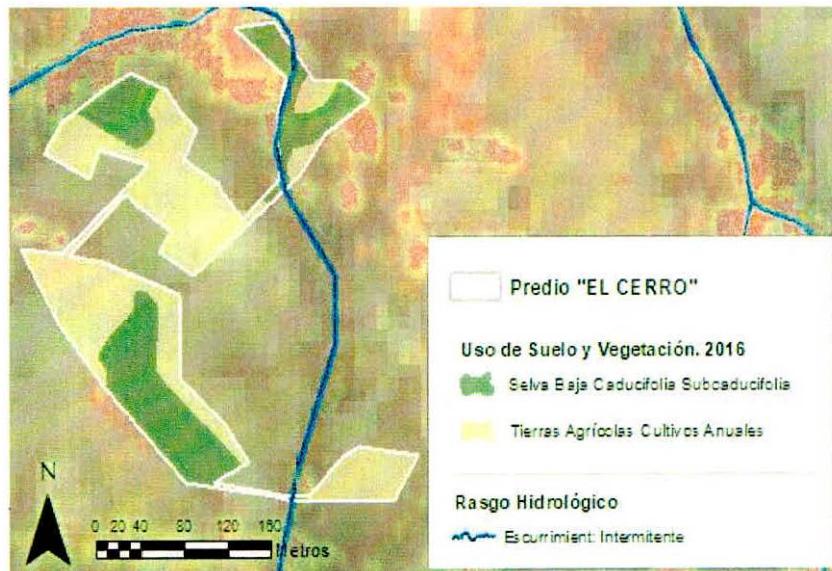 Predio "EL CERRO"
Uso de Suelo y Vegetación. 2016
Selva Baja Caducifolia Subcaducifolia
Tierras Agrícolas Cultivos Anuales
Rasgo Hidrológico
Escurrimient: Intermitente
N
0 20 40 80 120 160
Metros